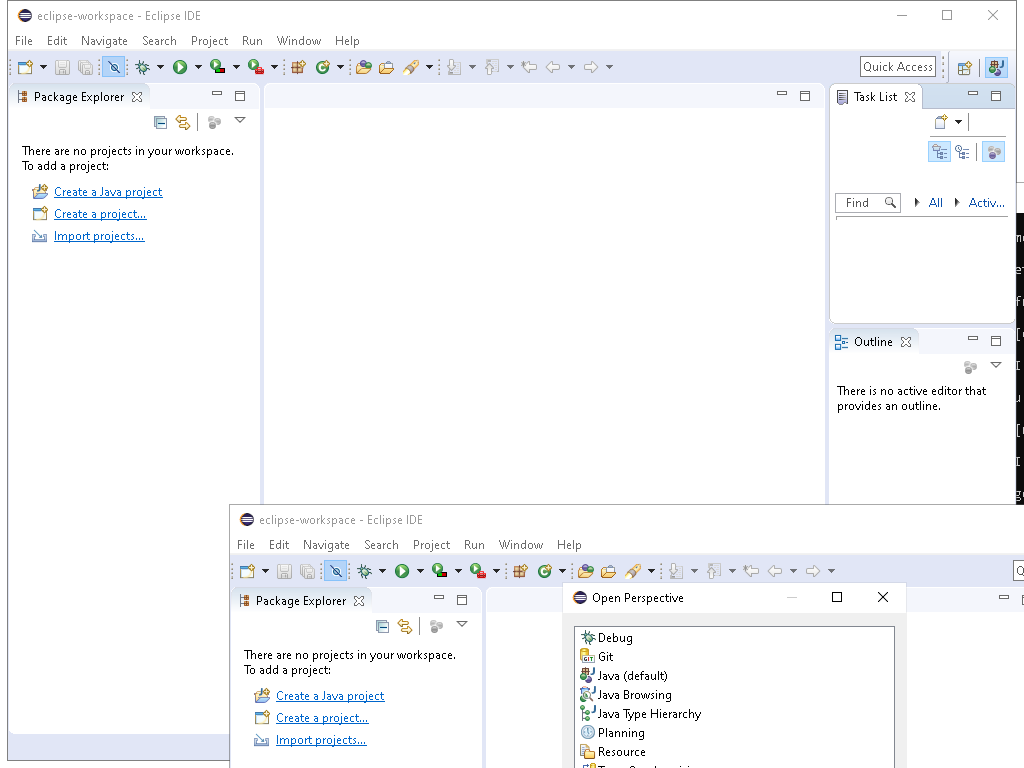 eclipse-workspace - Eclipse IDE
File Edit Navigate Search Project Run Window Help
Quick Access
Package Explorer
There are no projects in your workspace.
To add a project:
Create a Java project
Create a project...
Import projects...
Task List
Find
All
Activ...
Outline
There is no active editor that
provides an outline.
eclipse-workspace - Eclipse IDE
File Edit Navigate Search Project Run Window Help
Package Explorer
There are no projects in your workspace.
To add a project:
Create a Java project
Create a project...
Import projects...
Open Perspective
Debug
Git
Java (default)
Java Browsing
Java Type Hierarchy
Planning
Resource